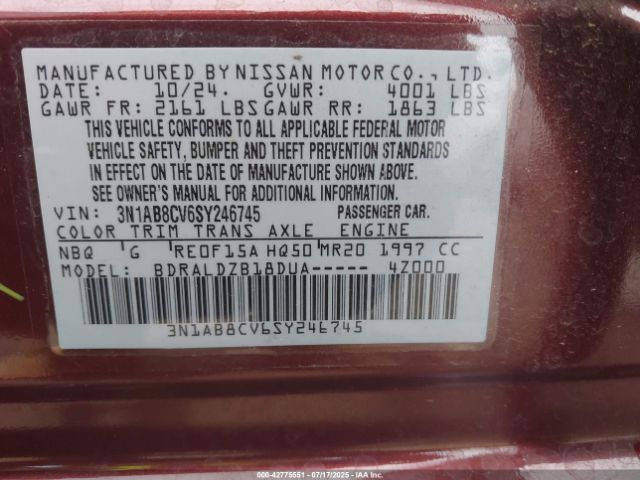 MANUFACTURED BY NISSAN MOTOR CO., LTD.
DATE: 10/24. GVWR: 4001 LBS
GAWR FR: 2161 LBS GAWR RR: 1863 LBS
THIS VEHICLE CONFORMS TO ALL APPLICABLE FEDERAL MOTOR
VEHICLE SAFETY, BUMPER AND THEFT PREVENTION STANDARDS
IN EFFECT ON THE DATE OF MANUFACTURE SHOWN ABOVE.
SEE OWNER'S MANUAL FOR ADDITIONAL INFORMATION.
VIN: 3N1AB8CV6SY246745 PASSENGER CAR.
COLOR TRIM TRANS AXLE ENGINE
NBQ G RE0F15A HQ50 MR20 1997 CC
MODEL: BDRALDZB18DUA----- 4Z000
3N1AB8CV6SY246745
© - 42775551 - 07/17/2025 - IAAI.COM